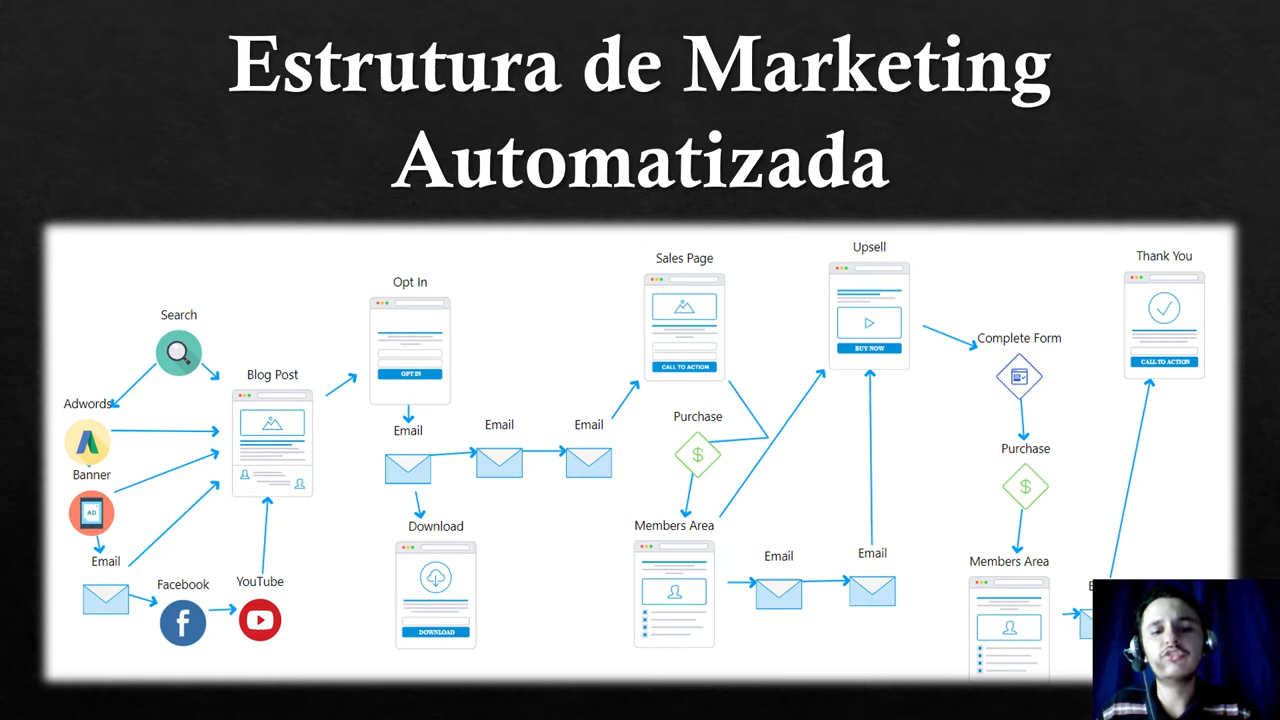 Estrutura de Marketing
Automatizada
Search
Adwords
Banner
AD
Email
Facebook
YouTube
Blog Post
Opt In
OPT IN
Email
Email
Email
Download
DOWNLOAD
Sales Page
CALL TO ACTION
Purchase
$
Members Area
Email
Email
Upsell
BUY NOW
Complete Form
Purchase
$
Members Area
Thank You
CALL TO ACTION